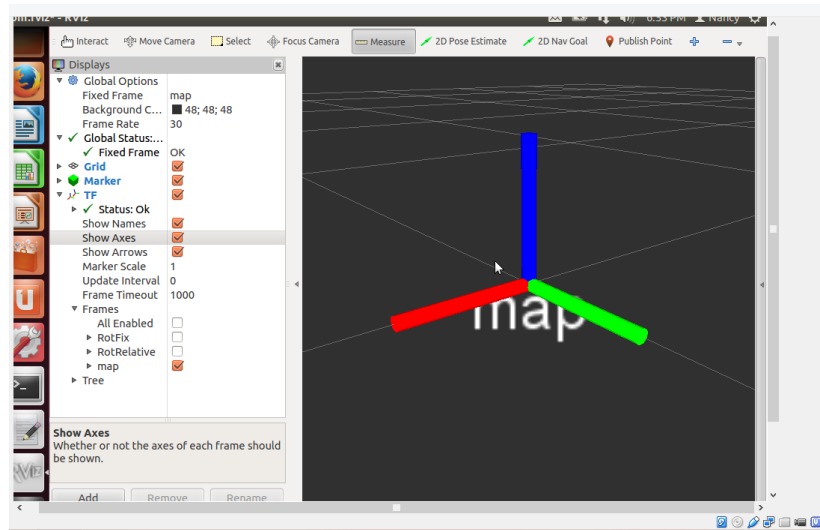 - RViz
6:33 PM Nancy
Interact Move Camera Select Focus Camera Measure 2D Pose Estimate 2D Nav Goal Publish Point
Displays
Global Options
Fixed Frame map
Background C... 48; 48; 48
Frame Rate 30
Global Status:...
Fixed Frame OK
Grid
Marker
TF
Status: Ok
Show Names
Show Axes
Show Arrows
Marker Scale 1
Update Interval 0
Frame Timeout 1000
Frames
All Enabled
RotFix
RotRelative
map
Tree
map
Show Axes
Whether or not the axes of each frame should
be shown.
Add Remove Rename